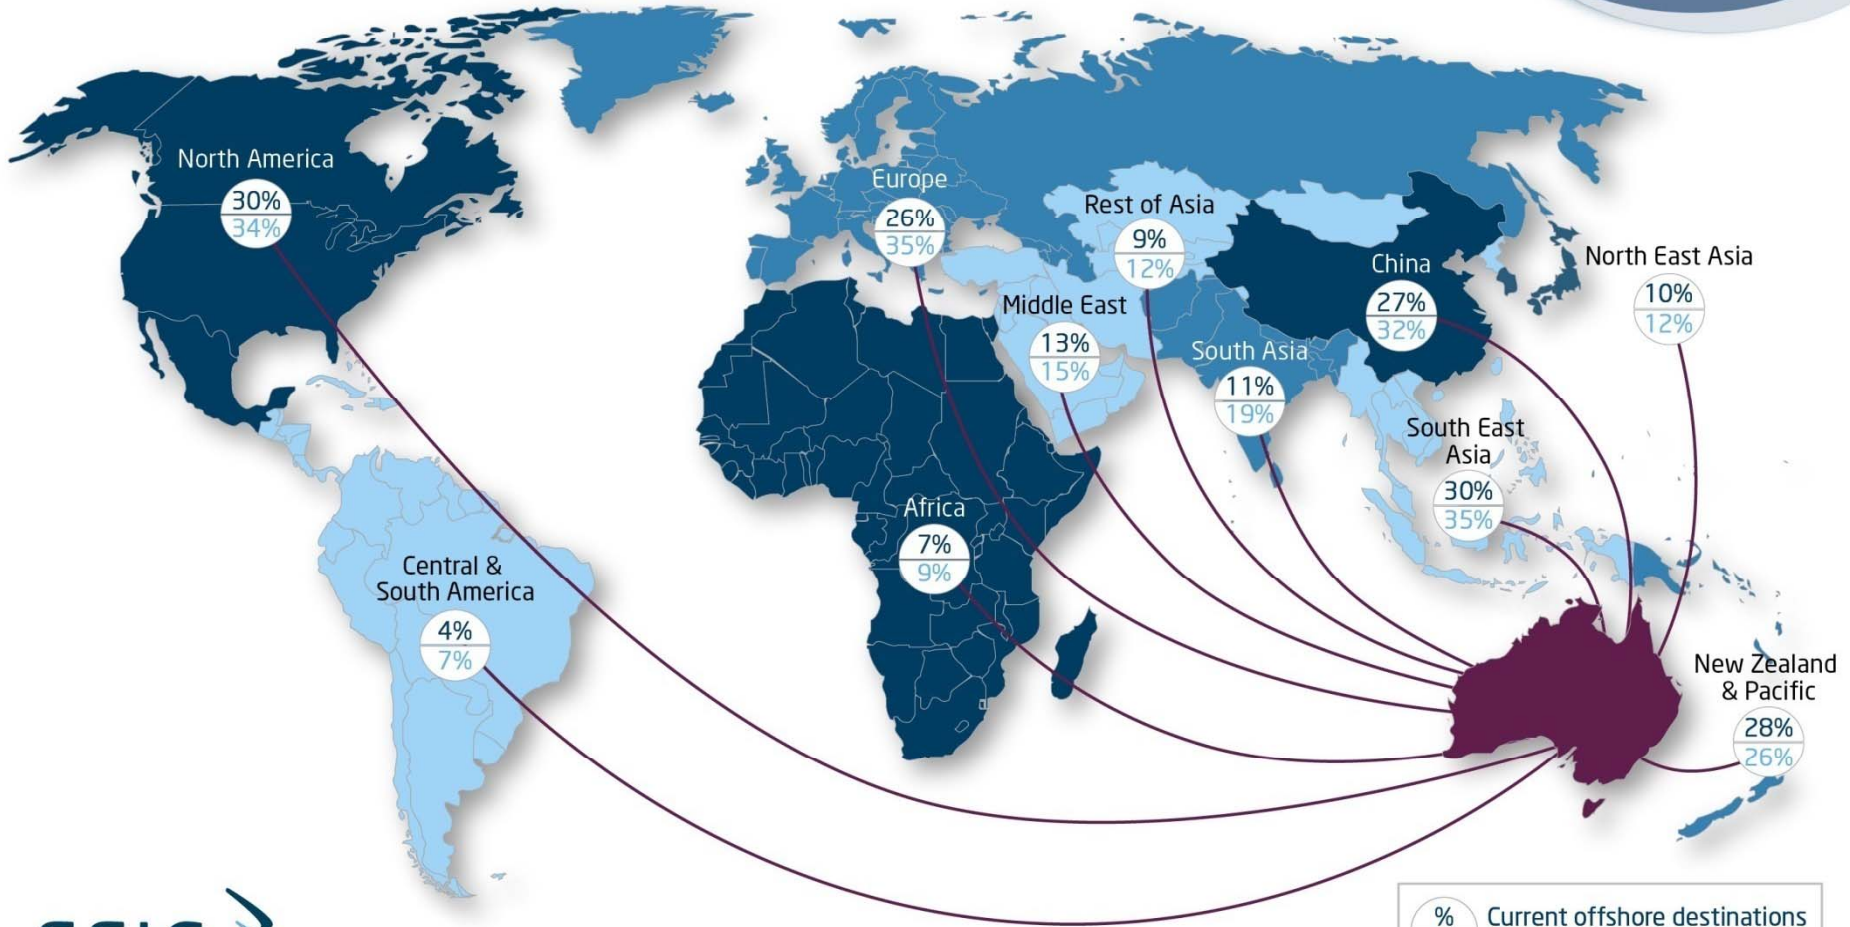 North America
30%
34%
Europe
26%
35%
Rest of Asia
9%
12%
China
27%
32%
North East Asia
10%
12%
Middle East
13%
15%
South Asia
11%
19%
South East
Asia
30%
35%
Africa
7%
9%
Central &
South America
4%
7%
New Zealand
& Pacific
28%
26%
% Current offshore destinations